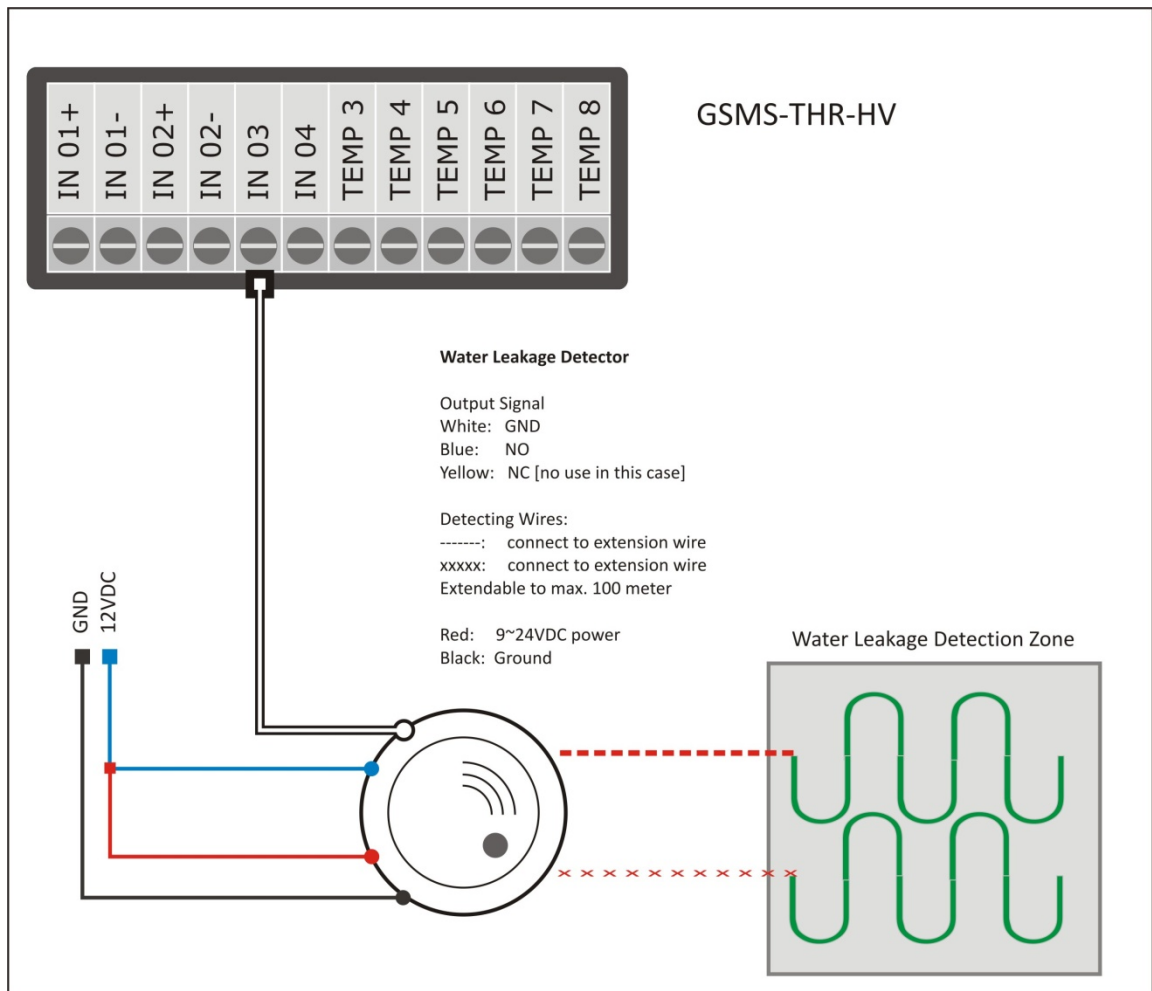 IN 01+
IN 01-
IN 02+
IN 02-
IN 03
IN 04
TEMP 3
TEMP 4
TEMP 5
TEMP 6
TEMP 7
TEMP 8
GSMS-THR-HV
Water Leakage Detector
Output Signal
White: GND
Blue: NO
Yellow: NC [no use in this case]
Detecting Wires:
-------: connect to extension wire
xxxxx: connect to extension wire
Extendable to max. 100 meter
Red: 9~24VDC power
Black: Ground
GND
12VDC
Water Leakage Detection Zone